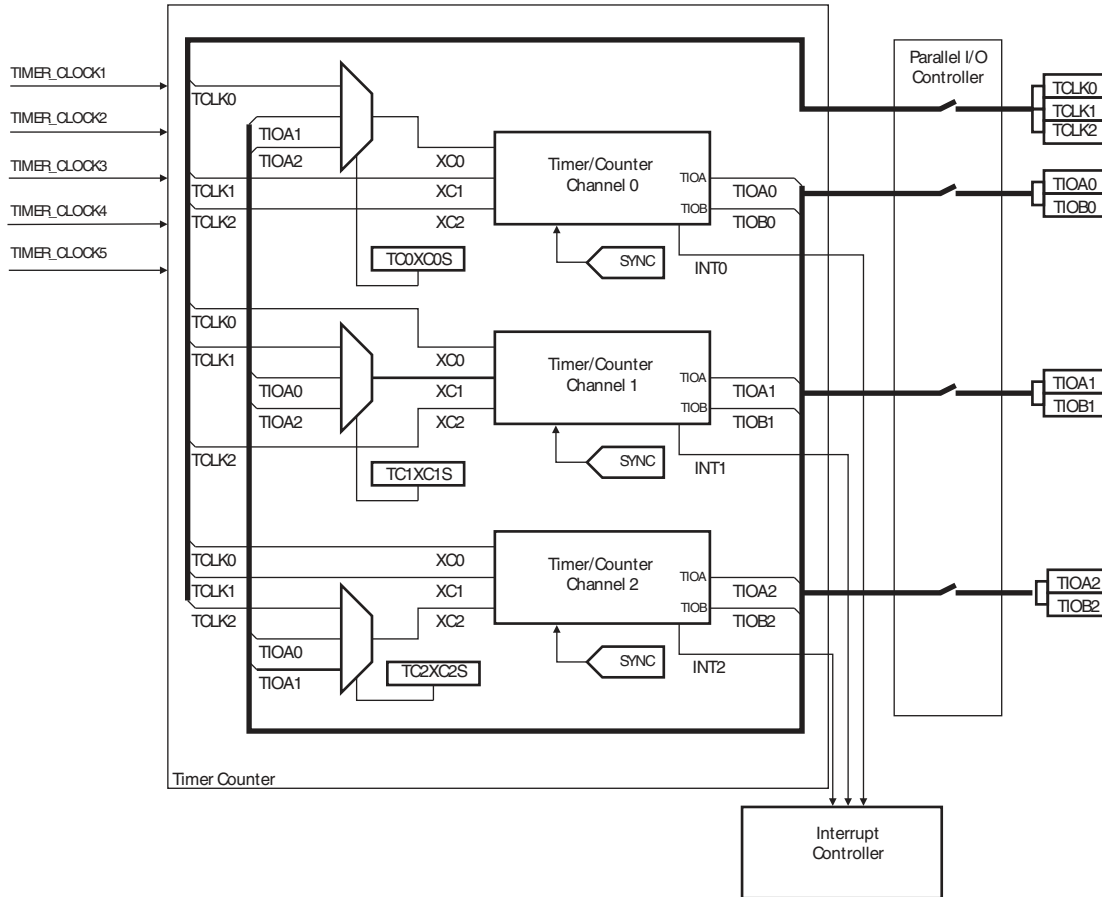 TIMER_CLOCK1
TIMER_CLOCK2
TIMER_CLOCK3
TIMER_CLOCK4
TIMER_CLOCK5
TCLK0
TIOA1
TIOA2
TCLK1
TCLK2
XC0
XC1
XC2
TC0XC0S
Timer/Counter
Channel 0
TIOA
TIOB
TIOA0
TIOB0
SYNC
INT0
TCLK0
TCLK1
TIOA0
TIOA2
TCLK2
XC0
XC1
XC2
TC1XC1S
Timer/Counter
Channel 1
TIOA
TIOB
TIOA1
TIOB1
SYNC
INT1
TCLK0
TCLK1
TCLK2
TIOA0
TIOA1
XC0
XC1
XC2
TC2XC2S
Timer/Counter
Channel 2
TIOA
TIOB
TIOA2
TIOB2
SYNC
INT2
Timer Counter
Parallel I/O
Controller
TCLK0
TCLK1
TCLK2
TIOA0
TIOB0
TIOA1
TIOB1
TIOA2
TIOB2
Interrupt
Controller